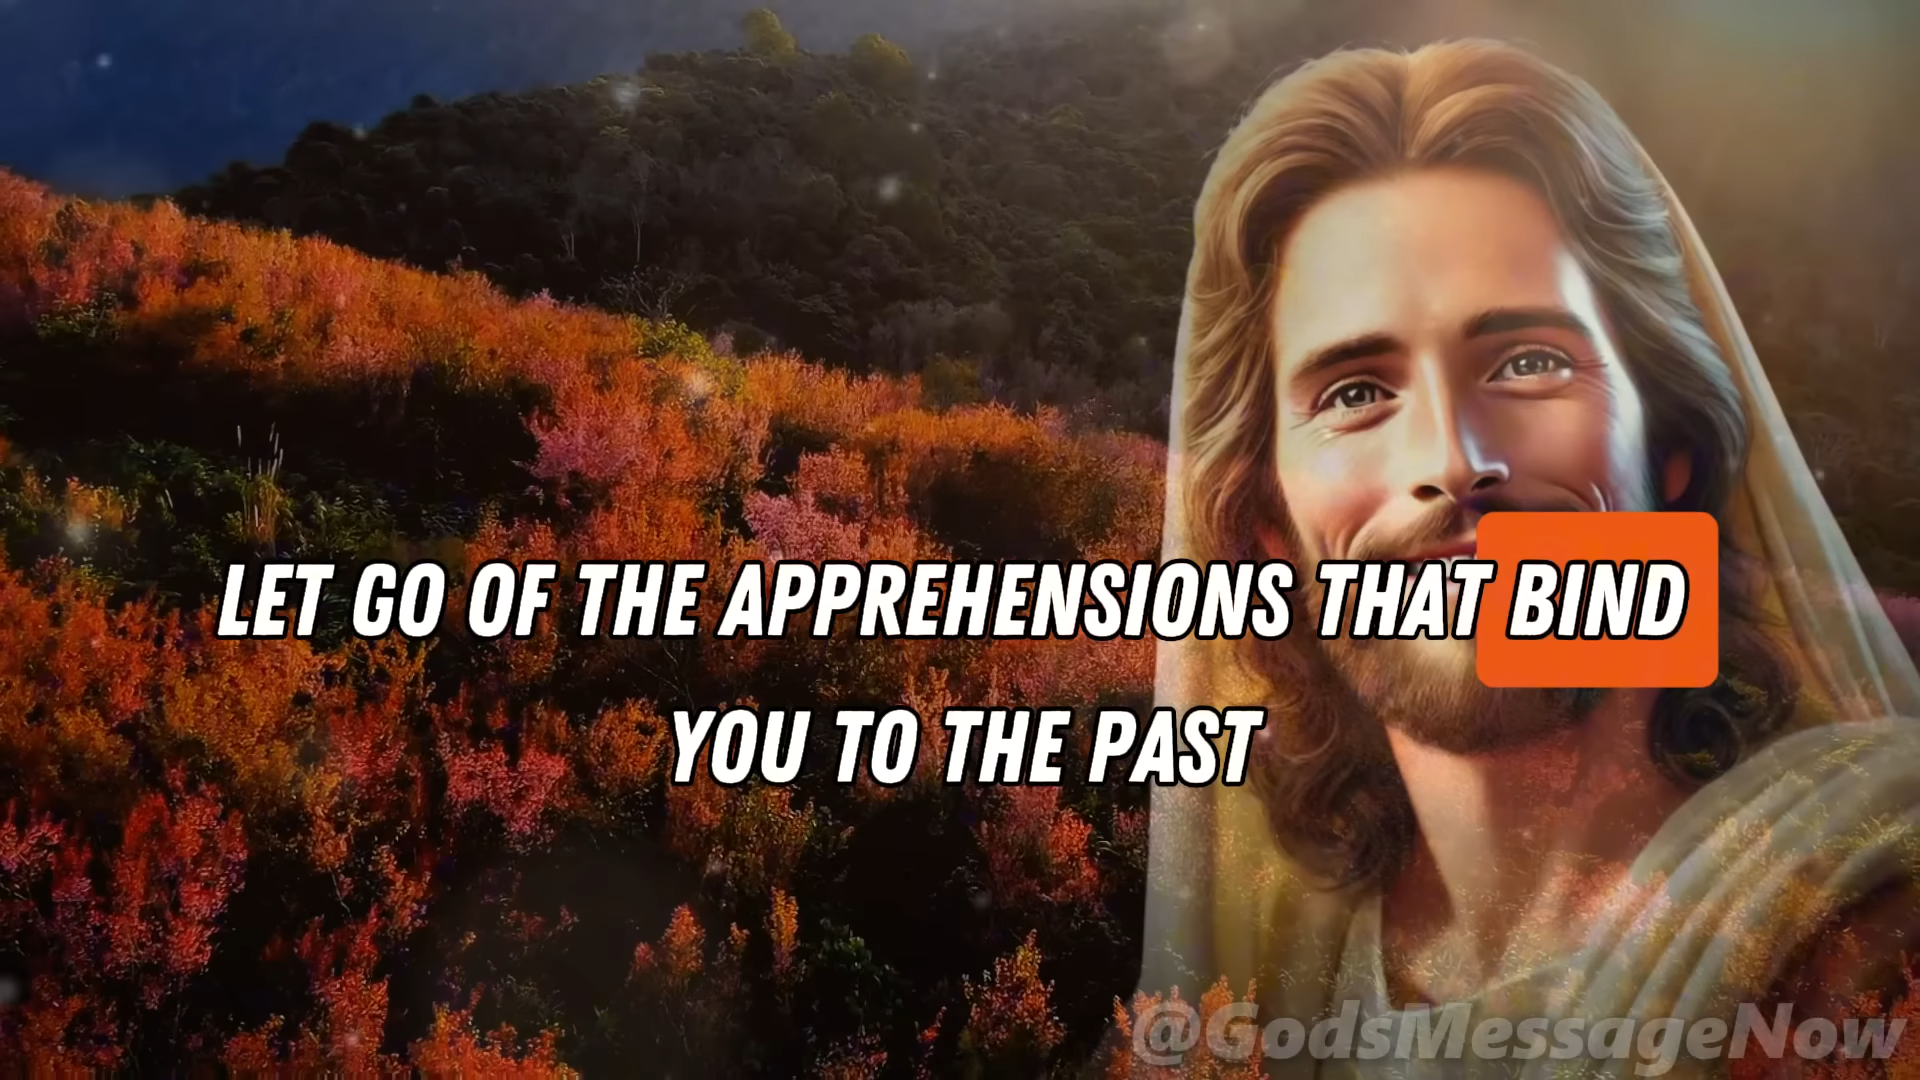 LET GO OF THE APPREHENSIONS THAT BIND
YOU TO THE PAST
@GodsMessageNow